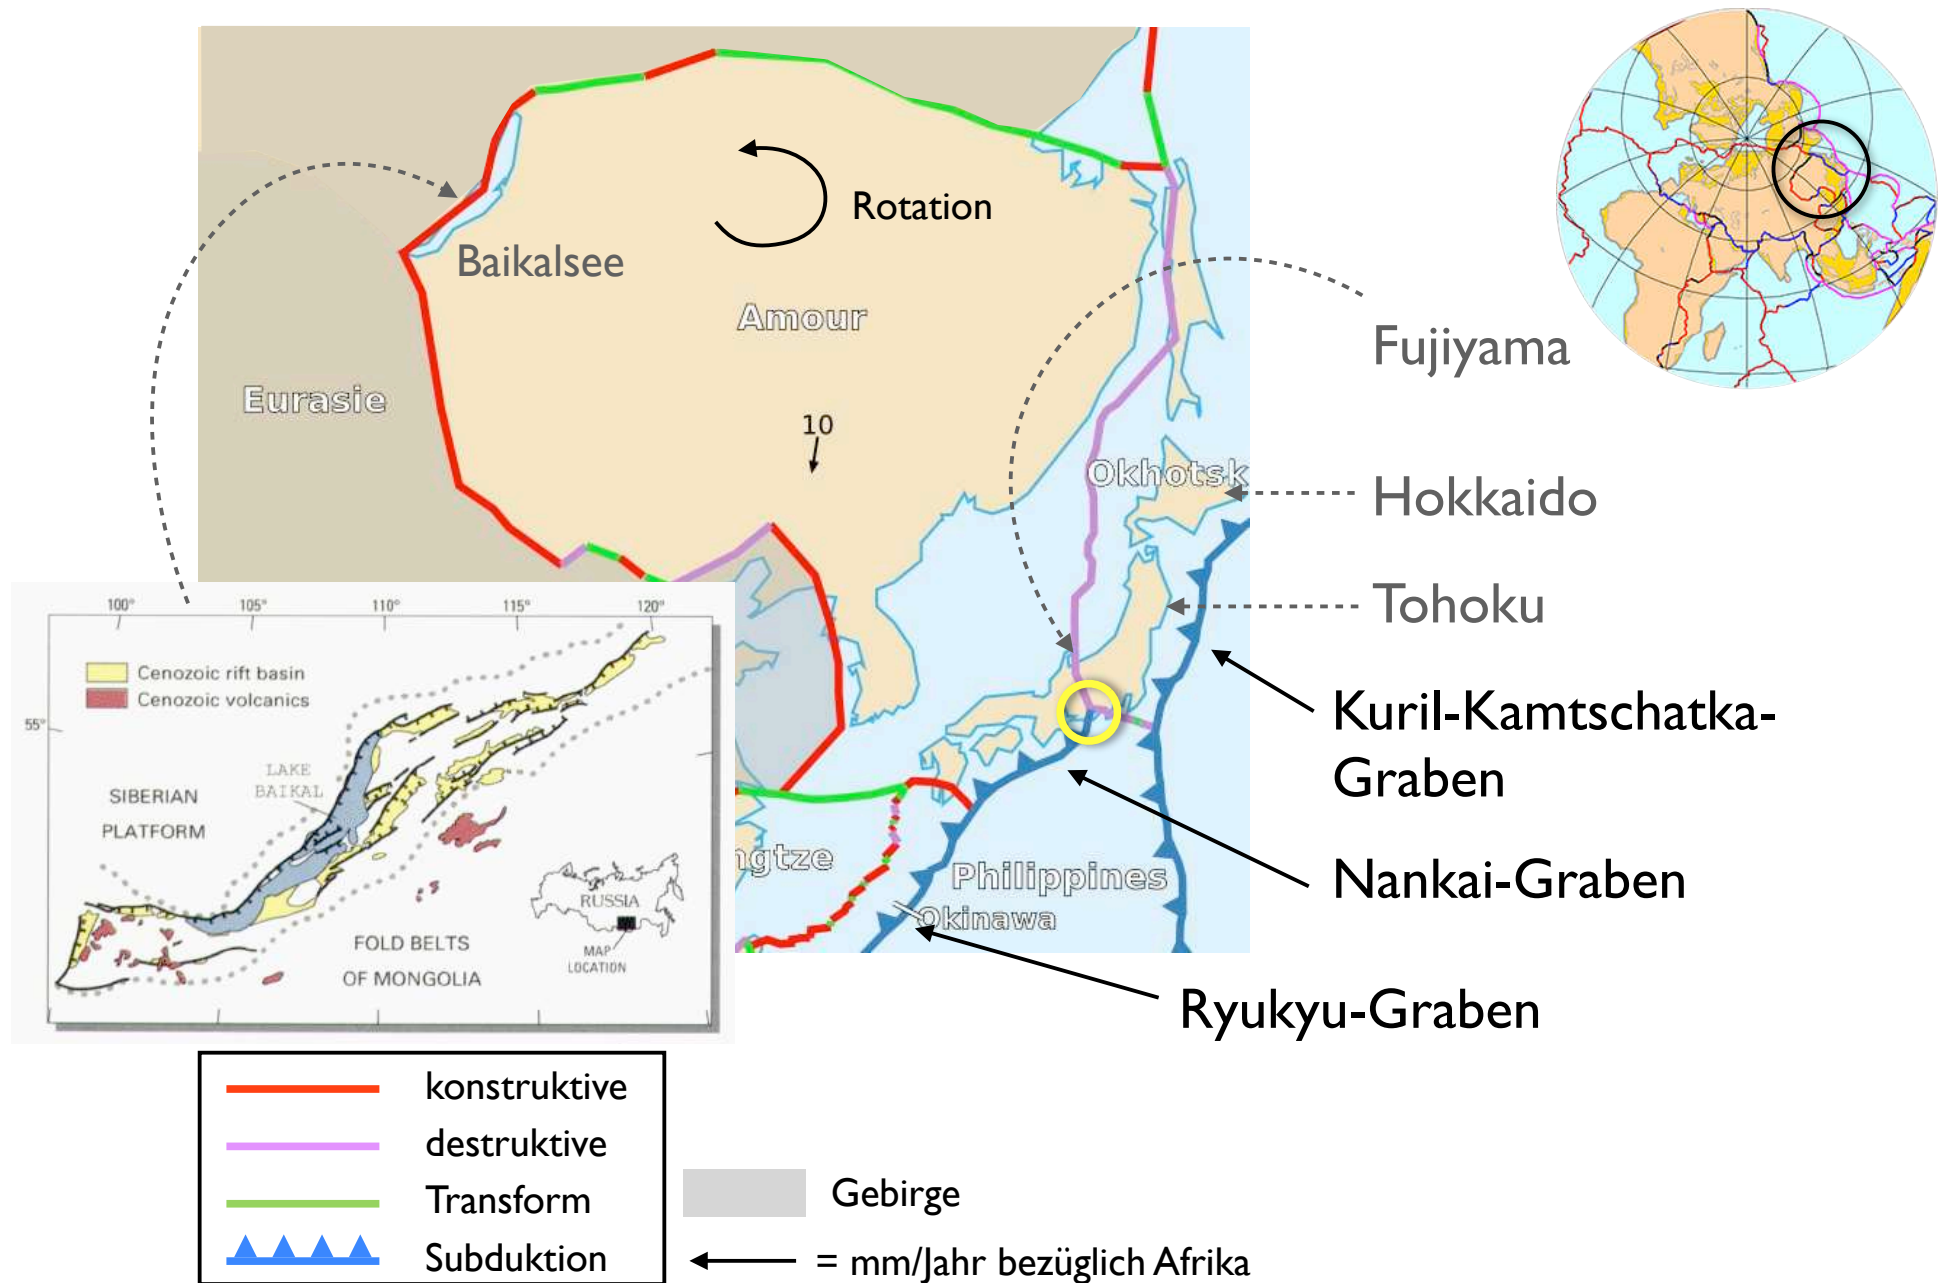 Rotation
Baikalsee
Amour
Fujiyama
Eurasie
10
Okhotsk
Hokkaido
Tohoku
100°
105°
110°
115°
120°
Cenozoic rift basin
Cenozoic volcanics
55°
LAKE
BAIKAL
SIBERIAN
PLATFORM
RUSSIA
MAP
LOCATION
FOLD BELTS
OF MONGOLIA
Kuril-Kamtschatka-
Graben
ngtze
Philippines
Okinawa
Nankai-Graben
Ryukyu-Graben
konstruktive
destruktive
Transform
Subduktion
Gebirge
= mm/Jahr bezüglich Afrika